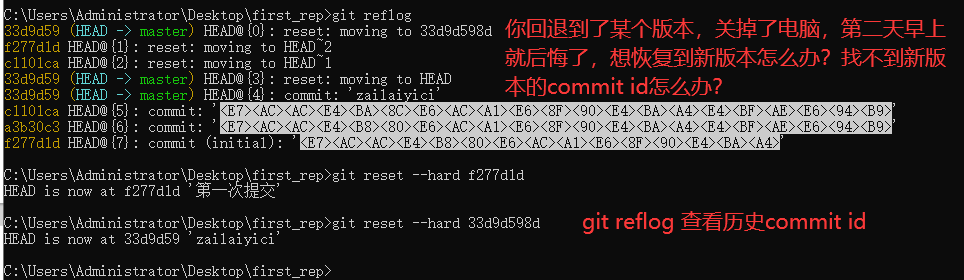 C:\Users\Administrator\Desktop\first_rep>git reflog
33d9d59 (HEAD -> master) HEAD@{0}: reset: moving to 33d9d598d
f277d1d HEAD@{1}: reset: moving to HEAD~2
c1101ca HEAD@{2}: reset: moving to HEAD~1
33d9d59 (HEAD -> master) HEAD@{3}: reset: moving to HEAD
33d9d59 (HEAD -> master) HEAD@{4}: commit: 'zailaiyici'
c1101ca HEAD@{5}: commit: '<E7><AC><AC><E4><BA><8C><E6><AC><A1><E6><8F><90><E4><BA><A4><E4><BF><AE><E6><94><B9>'
a3b30c3 HEAD@{6}: commit: '<E7><AC><AC><E4><B8><80><E6><AC><A1><E6><8F><90><E4><BA><A4><E4><BF><AE><E6><94><B9>'
f277d1d HEAD@{7}: commit (initial): '<E7><AC><AC><E4><B8><80><E6><AC><A1><E6><8F><90><E4><BA><A4>'
你回退到了某个版本，关掉了电脑，第二天早上
就后悔了，想恢复到新版本怎么办？找不到新版
本的commit id怎么办？
C:\Users\Administrator\Desktop\first_rep>git reset --hard f277d1d
HEAD is now at f277d1d '第一次提交'
C:\Users\Administrator\Desktop\first_rep>git reset --hard 33d9d598d
HEAD is now at 33d9d59 'zailaiyici'
git reflog 查看历史commit id
C:\Users\Administrator\Desktop\first_rep>